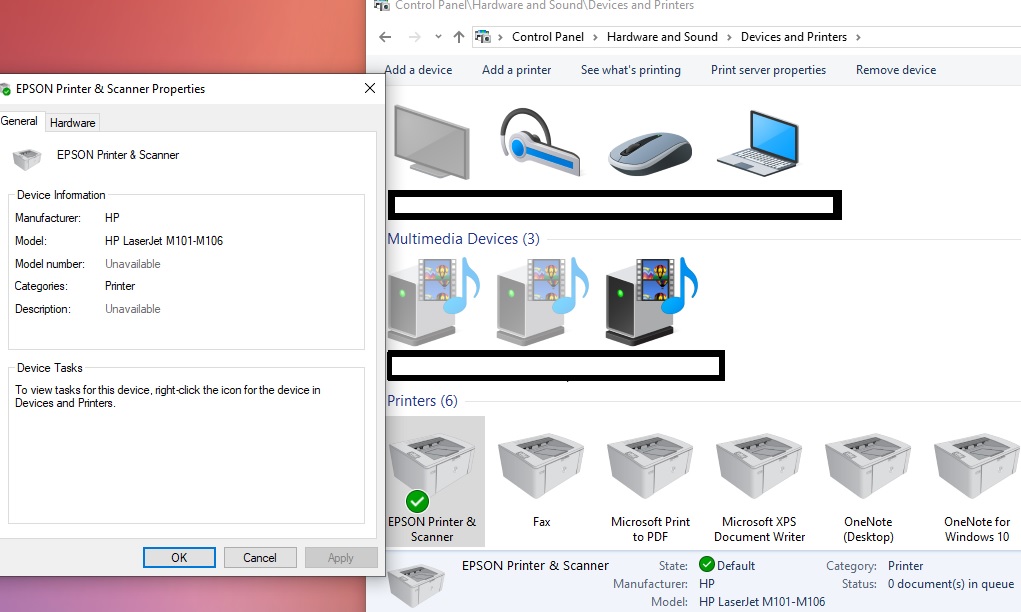 Control Panel\Hardware and Sound\Devices and Printers
Control Panel > Hardware and Sound > Devices and Printers >
Add a device Add a printer See what's printing Print server properties Remove device
EPSON Printer & Scanner Properties
General Hardware
EPSON Printer & Scanner
Device Information
Manufacturer: HP
Model: HP LaserJet M101-M106
Model number: Unavailable
Categories: Printer
Description: Unavailable
Device Tasks
To view tasks for this device, right-click the icon for the device in
Devices and Printers.
OK Cancel Apply
Multimedia Devices (3)
Printers (6)
EPSON Printer &
Scanner
Fax
Microsoft Print
to PDF
Microsoft XPS
Document Writer
OneNote
(Desktop)
OneNote for
Windows 10
EPSON Printer & Scanner
State: Default
Manufacturer: HP
Model: HP LaserJet M101-M106
Category: Printer
Status: 0 document(s) in queue